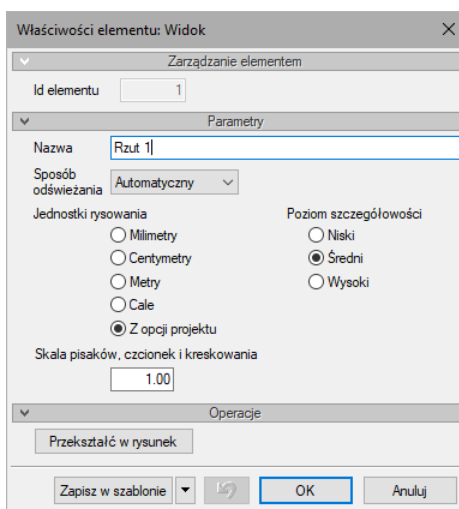 Właściwości elementu: Widok
Zarządzanie elementem
Id elementu 1
Parametry
Nazwa Rzut 1
Sposób
odświeżania Automatyczny
Jednostki rysowania Poziom szczegółowości
Milimetry Niski
Centymetry Średni
Metry Wysoki
Cale
Z opcji projektu
Skala pisaków, czcionek i kreskowania
1.00
Operacje
Przekształć w rysunek
Zapisz w szablonie OK Anuluj